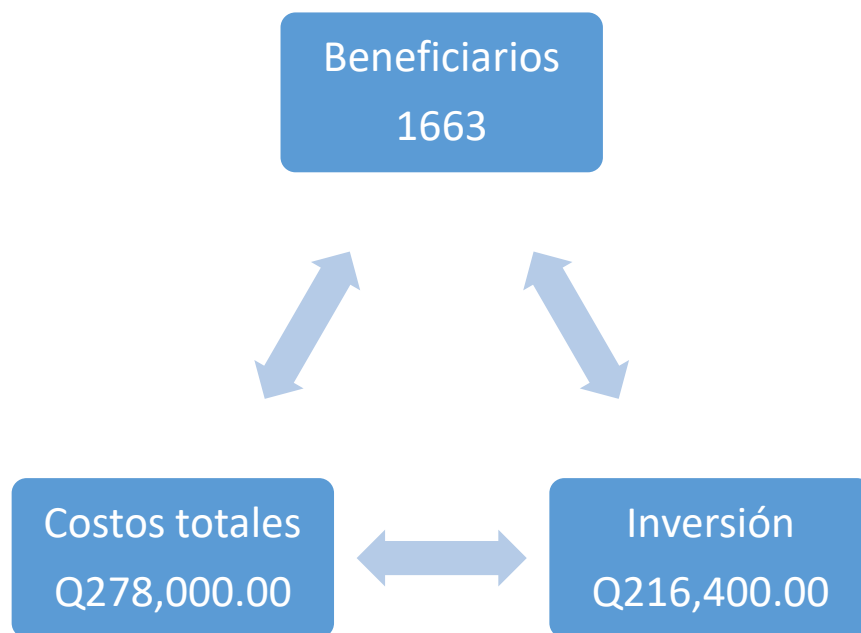 Beneficiarios
1663
Costos totales
Q278,000.00
Inversión
Q216,400.00